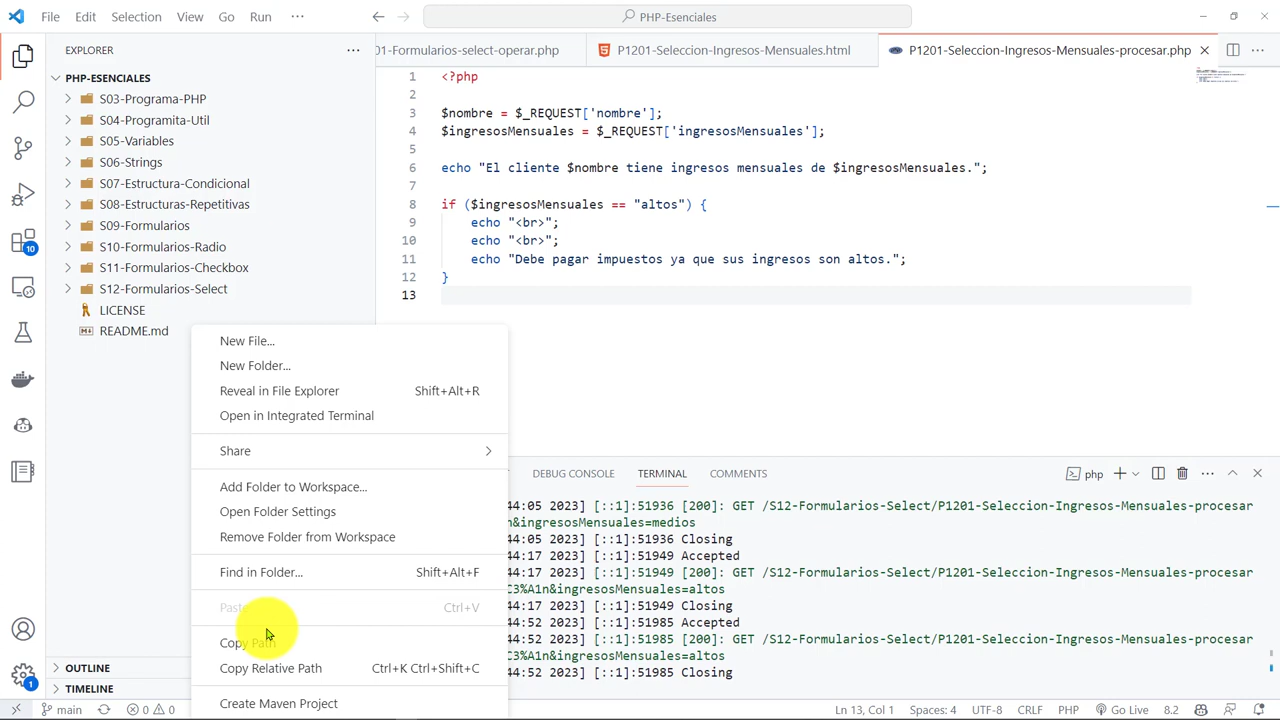 File Edit Selection View Go Run ··· PHP-Esenciales
EXPLORER ···
01-Formularios-select-operar.php P1201-Seleccion-Ingresos-Mensuales.html P1201-Seleccion-Ingresos-Mensuales-procesar.php ···
PHP-ESENCIALES
S03-Programa-PHP
S04-Programita-Util
S05-Variables
S06-Strings
S07-Estructura-Condicional
S08-Estructuras-Repetitivas
S09-Formularios
S10-Formularios-Radio
S11-Formularios-Checkbox
S12-Formularios-Select
LICENSE
README.md
10
1 <?php
2
3 $nombre = $_REQUEST['nombre'];
4 $ingresosMensuales = $_REQUEST['ingresosMensuales'];
5
6 echo "El cliente $nombre tiene ingresos mensuales de $ingresosMensuales.";
7
8 if ($ingresosMensuales == "altos") {
9 echo "<br>";
10 echo "<br>";
11 echo "Debe pagar impuestos ya que sus ingresos son altos.";
12 }
13
New File...
New Folder...
Reveal in File Explorer Shift+Alt+R
Open in Integrated Terminal
Share
Add Folder to Workspace...
Open Folder Settings
Remove Folder from Workspace
Find in Folder... Shift+Alt+F
Paste Ctrl+V
Copy Path
Copy Relative Path Ctrl+K Ctrl+Shift+C
Create Maven Project
DEBUG CONSOLE TERMINAL COMMENTS php ···
44:05 2023] [::1]:51936 [200]: GET /S12-Formularios-Select/P1201-Seleccion-Ingresos-Mensuales-procesar
n&ingresosMensuales=medios
44:05 2023] [::1]:51936 Closing
44:17 2023] [::1]:51949 Accepted
44:17 2023] [::1]:51949 [200]: GET /S12-Formularios-Select/P1201-Seleccion-Ingresos-Mensuales-procesar
C3%A1n&ingresosMensuales=altos
44:17 2023] [::1]:51949 Closing
44:52 2023] [::1]:51985 Accepted
44:52 2023] [::1]:51985 [200]: GET /S12-Formularios-Select/P1201-Seleccion-Ingresos-Mensuales-procesar
C3%A1n&ingresosMensuales=altos
44:52 2023] [::1]:51985 Closing
OUTLINE
TIMELINE
1
main 0 0 Ln 13, Col 1 Spaces: 4 UTF-8 CRLF PHP Go Live 8.2